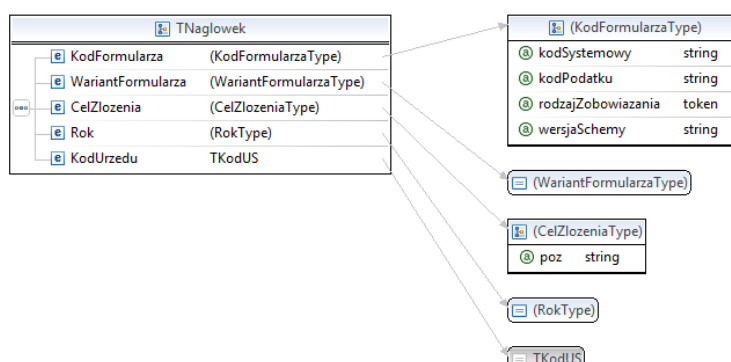 TNaglowek
KodFormularza (KodFormularzaType)
WariantFormularza (WariantFormularzaType)
CelZlozenia (CelZlozeniaType)
Rok (RokType)
KodUrzedu TKodUS
(KodFormularzaType)
kodSystemowy string
kodPodatku string
rodzajZobowiazania token
wersjaSchemy string
(WariantFormularzaType)
(CelZlozeniaType)
poz string
(RokType)
TKodUS